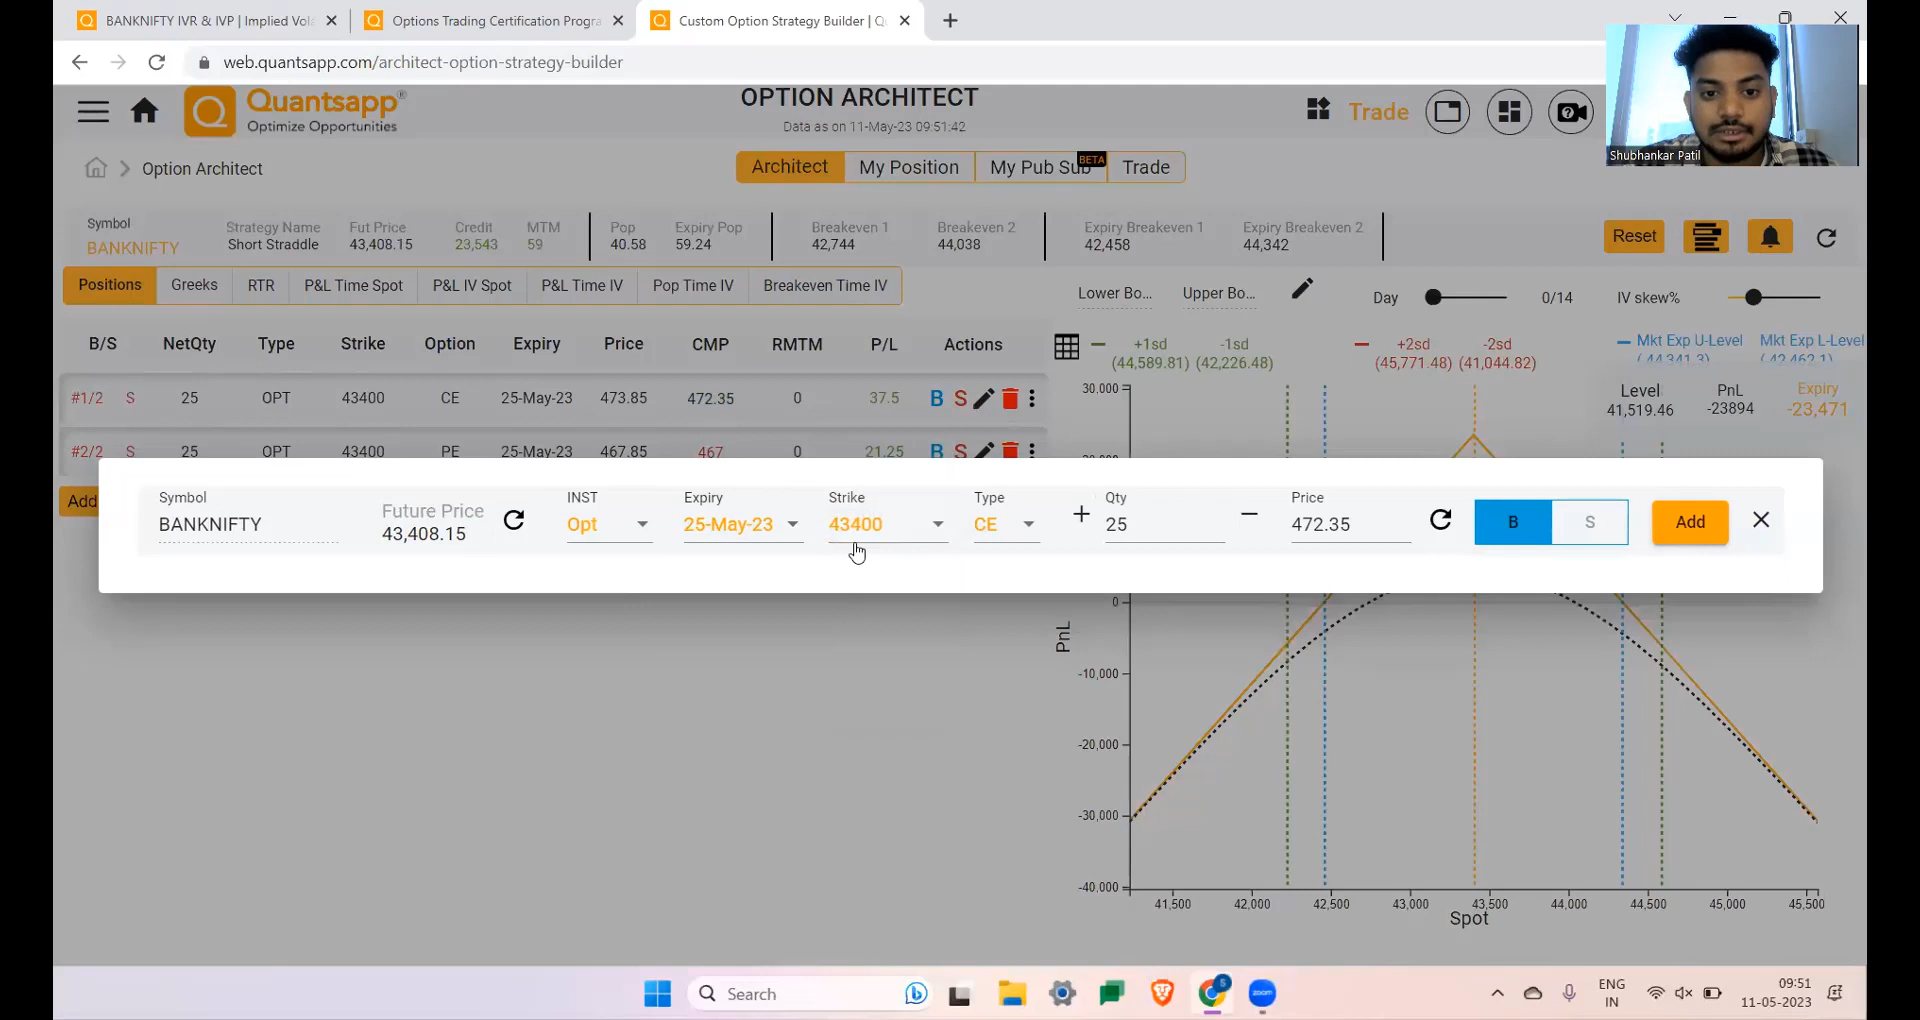 BANKNIFTY IVR & IVP | Implied Vola
Options Trading Certification Progra
Custom Option Strategy Builder | Qu
web.quantsapp.com/architect-option-strategy-builder
Quantsapp®
Optimize Opportunities
OPTION ARCHITECT
Data as on 11-May-23 09:51:42
Trade
Shubhankar Patil
Option Architect
Architect
My Position
My Pub Sub
BETA
Trade
Symbol
BANKNIFTY
Strategy Name
Short Straddle
Fut Price
43,408.15
Credit
23,543
MTM
59
Pop
40.58
Expiry Pop
59.24
Breakeven 1
42,744
Breakeven 2
44,038
Expiry Breakeven 1
42,458
Expiry Breakeven 2
44,342
Reset
Positions
Greeks
RTR
P&L Time Spot
P&L IV Spot
P&L Time IV
Pop Time IV
Breakeven Time IV
Lower Bo...
Upper Bo...
Day
0/14
IV skew%
B/S NetQty Type Strike Option Expiry Price CMP RMTM P/L Actions
#1/2 S 25 OPT 43400 CE 25-May-23 473.85 472.35 0 37.5 B S
#2/2 S 25 OPT 43400 PE 25-May-23 467.85 467 0 21.25 B S
Add
+1sd
(44,589.81)
-1sd
(42,226.48)
+2sd
(45,771.48)
-2sd
(41,044.82)
Mkt Exp U-Level
(44,341.3)
Mkt Exp L-Level
(42,462.1)
Level
41,519.46
PnL
-23894
Expiry
-23,471
Symbol
BANKNIFTY
Future Price
43,408.15
INST
Opt
Expiry
25-May-23
Strike
43400
Type
CE
Qty
25
Price
472.35
B
S
Add
30,000
0
-10,000
-20,000
-30,000
-40,000
PnL
41,500 42,000 42,500 43,000 43,500 44,000 44,500 45,000 45,500
Spot
Search
zoom
ENG
IN
09:51
11-05-2023